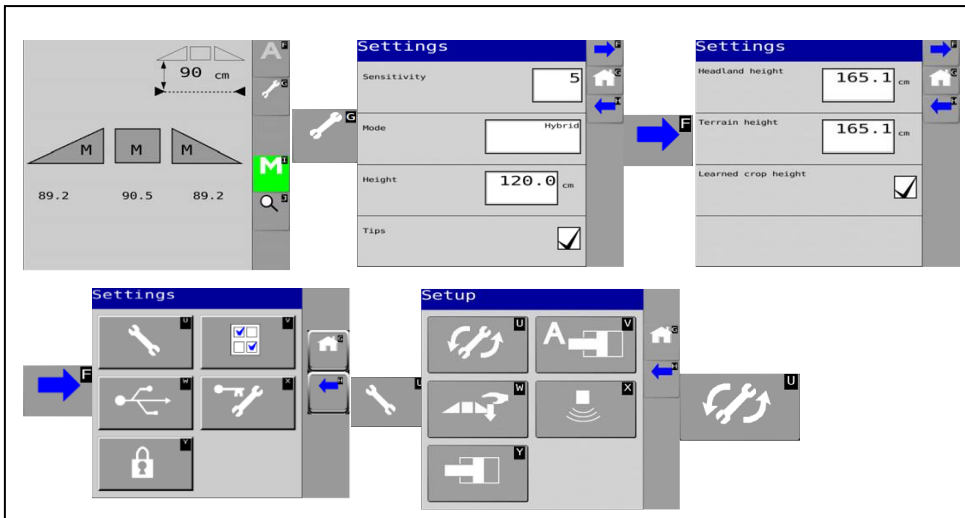 A F
90 cm
G
M M M
M I
89.2 90.5 89.2
J
G
Settings
F
Sensitivity 5
G
I
Mode Hybrid
Height 120.0 cm
Tips
F
Settings
F
Headland height 165.1 cm
G
I
Terrain height 165.1 cm
Learned crop height
F
Settings
U
G
W X
H
U
Setup
U A V
G
W X
H
Y
U